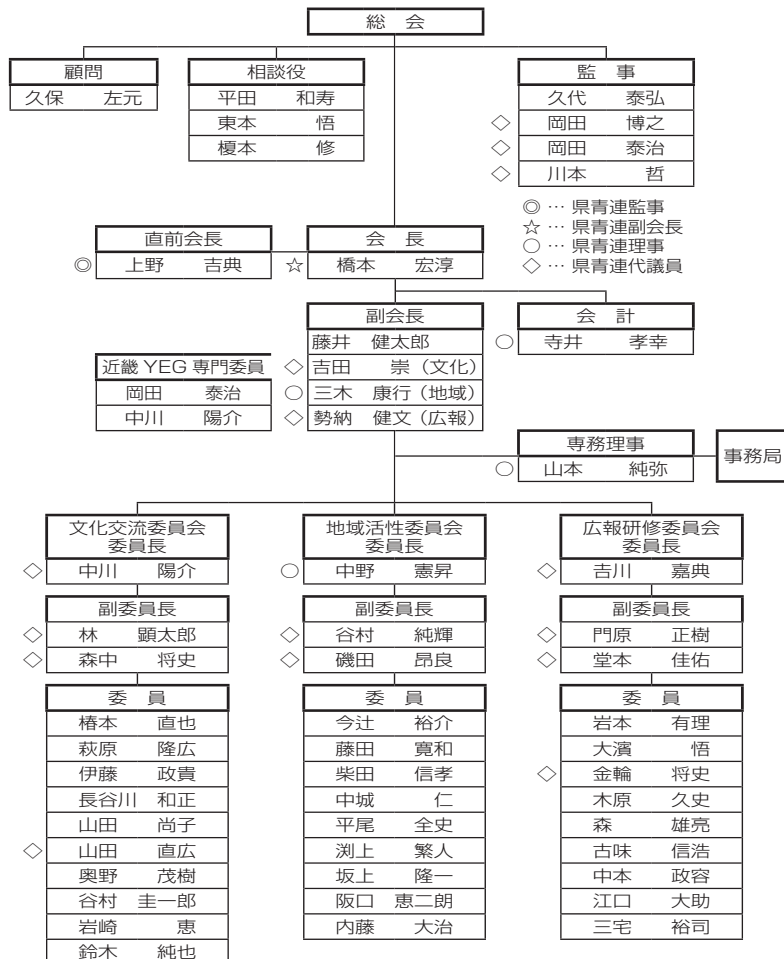 総　会
顧問
久保　左元
相談役
平田　和寿
東本　悟
榎本　修
監　事
久代　泰弘
◇ 岡田　博之
◇ 岡田　泰治
◇ 川本　哲
◎ … 県青連監事
☆ … 県青連副会長
○ … 県青連理事
◇ … 県青連代議員
直前会長
◎ 上野　吉典
会　長
☆ 橋本　宏淳
副会長
藤井　健太郎
◇ 吉田　崇（文化）
○ 三木　康行（地域）
◇ 勢納　健文（広報）
会　計
○ 寺井　孝幸
近畿 YEG 専門委員
岡田　泰治
中川　陽介
専務理事
○ 山本　純弥
事務局
文化交流委員会
委員長
◇ 中川　陽介
副委員長
◇ 林　顕太郎
◇ 森中　将史
委　員
椿本　直也
萩原　隆広
伊藤　政貴
長谷川　和正
山田　尚子
◇ 山田　直広
奥野　茂樹
谷村　圭一郎
岩崎　恵
鈴木　純也
地域活性委員会
委員長
○ 中野　憲昇
副委員長
◇ 谷村　純輝
◇ 磯田　昂良
委　員
今辻　裕介
藤田　寛和
柴田　信孝
中城　仁
平尾　全史
渕上　繁人
坂上　隆一
阪口　恵二朗
内藤　大治
広報研修委員会
委員長
◇ 吉川　嘉典
副委員長
◇ 門原　正樹
◇ 堂本　佳佑
委　員
岩本　有理
大濱　悟
◇ 金輪　将史
木原　久史
森　雄亮
古味　信浩
中本　政容
江口　大助
三宅　裕司